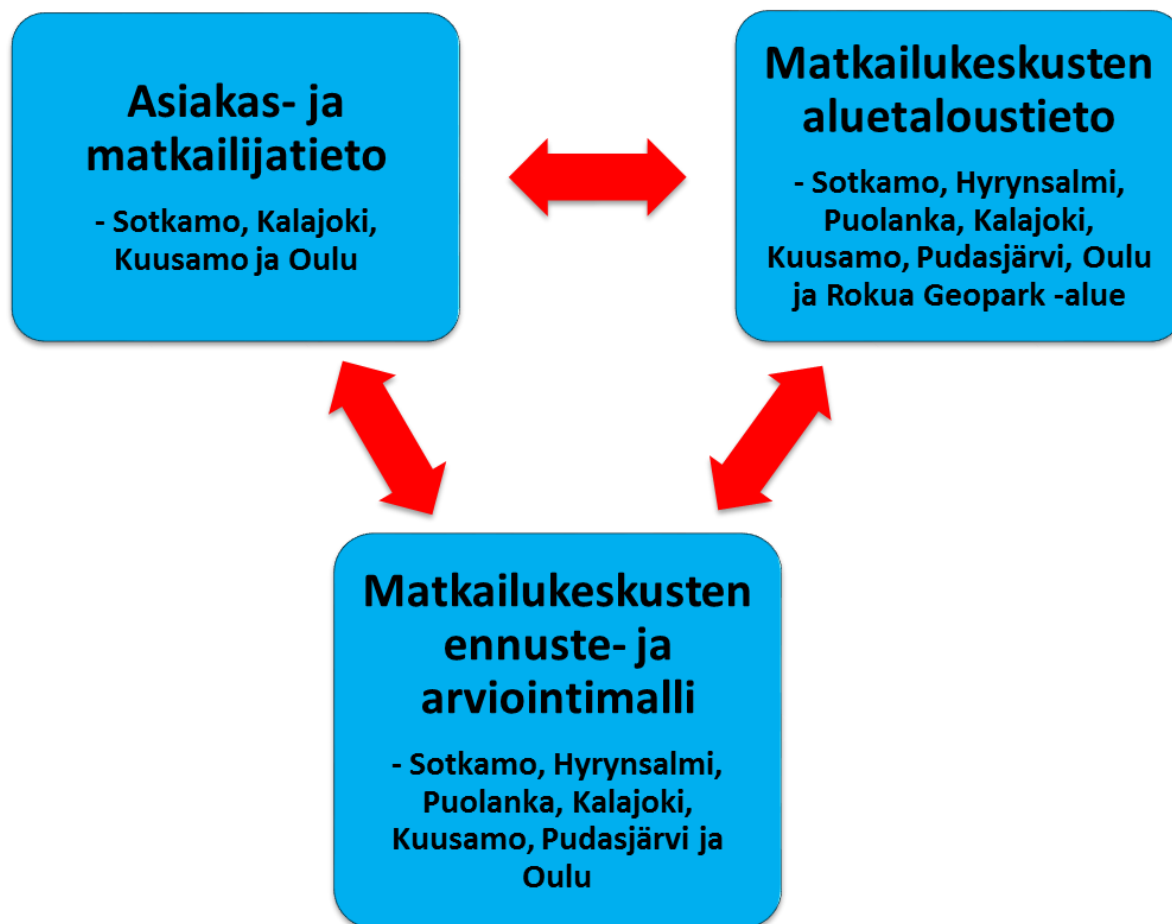 Asiakas- ja
matkailijatieto
- Sotkamo, Kalajoki,
Kuusamo ja Oulu
Matkailukeskusten
aluetaloustieto
- Sotkamo, Hyrynsalmi,
Puolanka, Kalajoki,
Kuusamo, Pudasjärvi, Oulu
ja Rokua Geopark -alue
Matkailukeskusten
ennuste- ja
arviointimalli
- Sotkamo, Hyrynsalmi,
Puolanka, Kalajoki,
Kuusamo, Pudasjärvi ja
Oulu